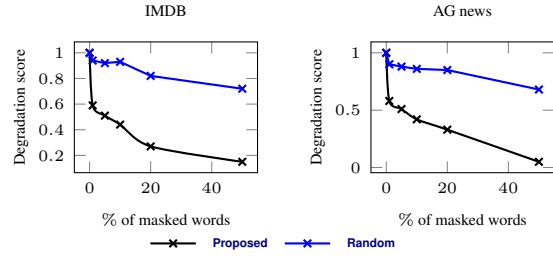 IMDB
Degradation score
1
0.8
0.6
0.4
0.2
0 20 40
% of masked words
AG news
Degradation score
1
0.5
0
0 20 40
% of masked words
Proposed Random